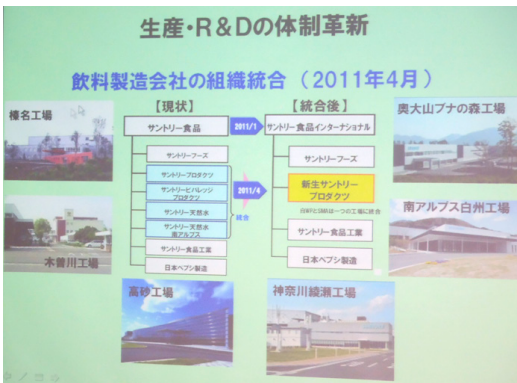 生産・R&Dの体制革新
飲料製造会社の組織統合 (2011年4月)
【現状】
【統合後】
榛名工場
サントリー食品
2011/1
サントリー食品インターナショナル
奥大山ブナの森工場
サントリーフーズ
サントリープロダクツ
サントリービバレッジ
プロダクツ
サントリー天然水
サントリー天然水
南アルプス
サントリー食品工業
日本ペプシ製造
2011/4
統合
サントリーフーズ
新生サントリー
プロダクツ
サントリー食品工業
日本ペプシ製造
木曽川工場
南アルプス白州工場
高砂工場
神奈川綾瀬工場